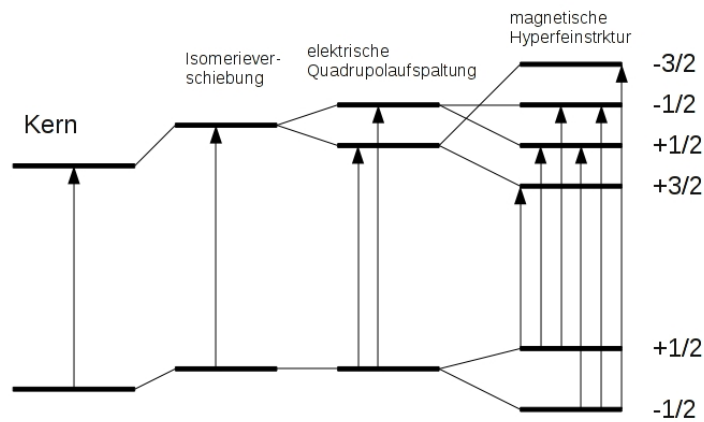 magnetische
Hyperfeinstrktur
elektrische
Quadrupolaufspaltung
Isomeriever-
schiebung
Kern
-3/2
-1/2
+1/2
+3/2
+1/2
-1/2